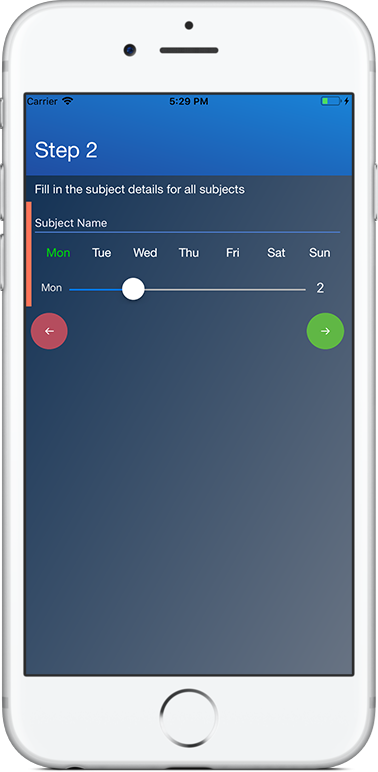 Carrier 5:29 PM
Step 2
Fill in the subject details for all subjects
Subject Name
Mon Tue Wed Thu Fri Sat Sun
Mon 2